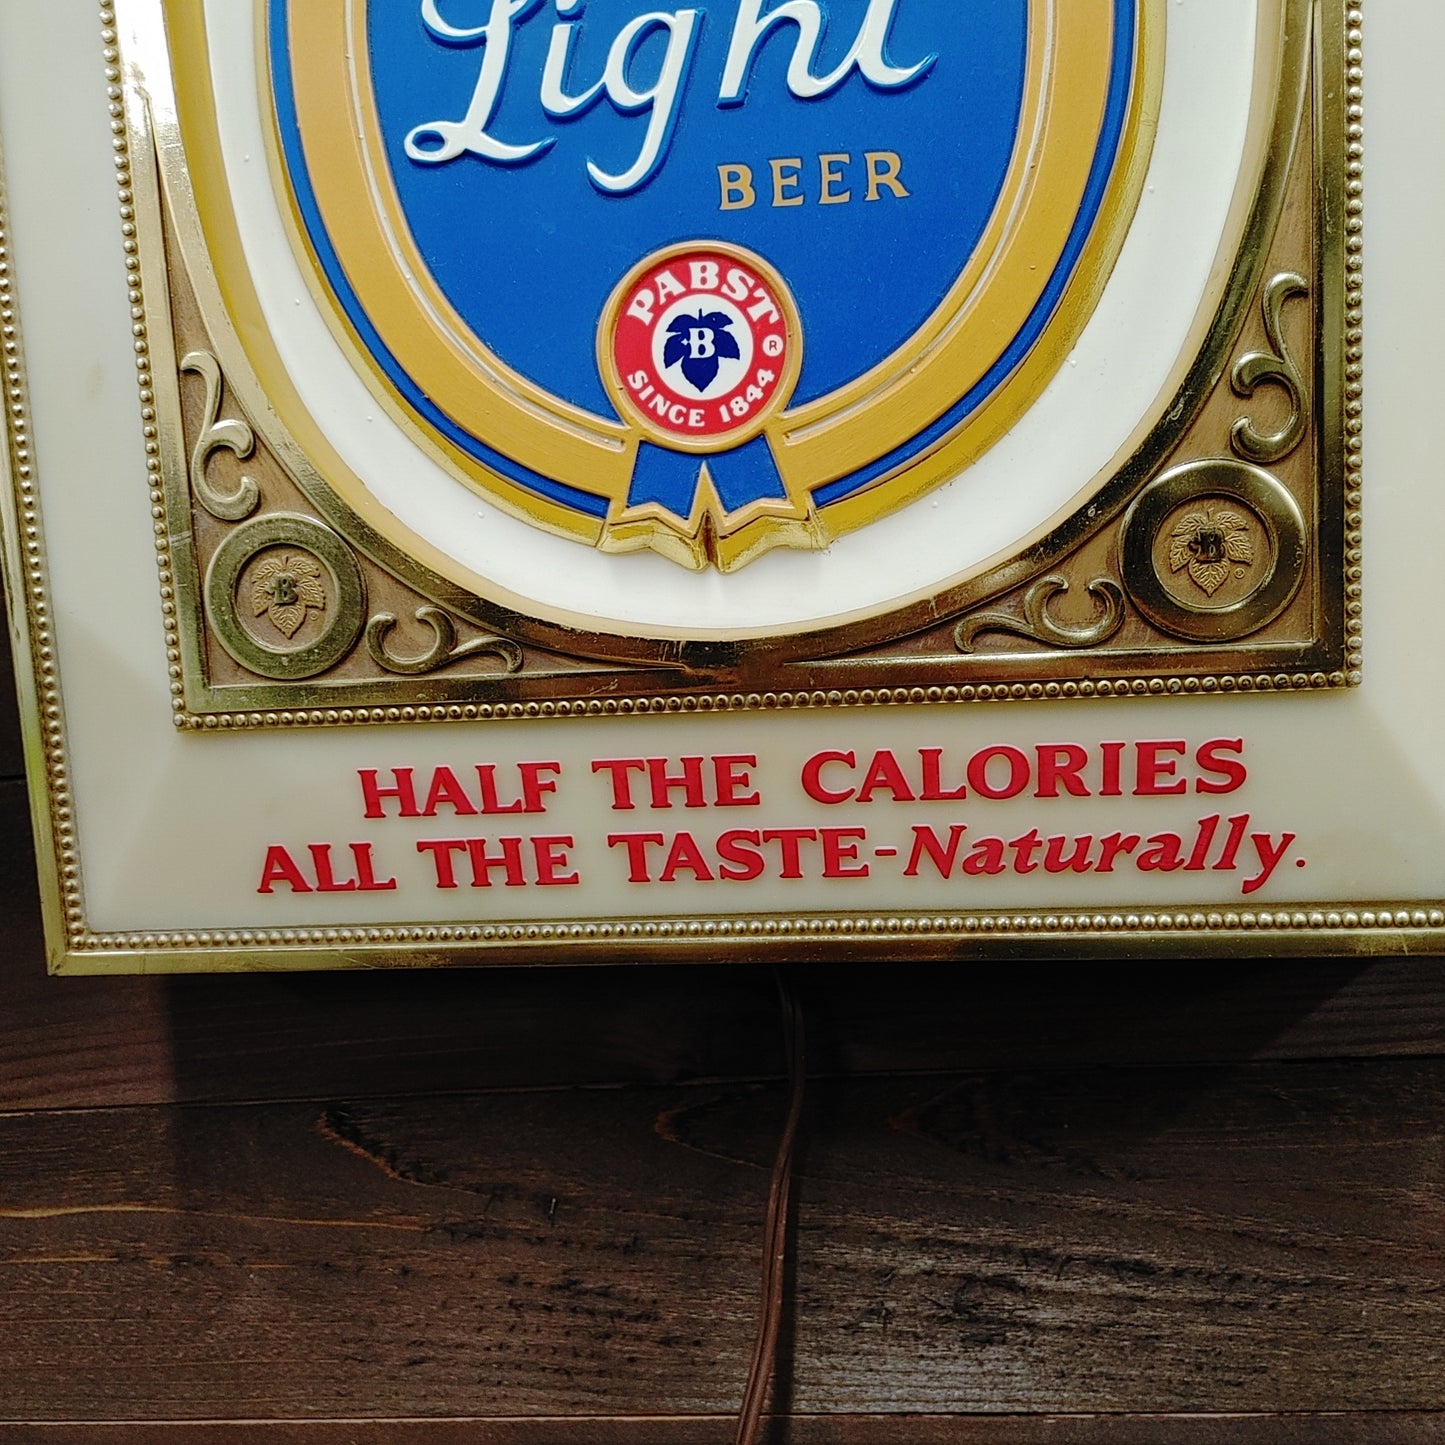 Light
BEER
PABST
B
®
SINCE 1844
B
B
HALF THE CALORIES
ALL THE TASTE-Naturally.